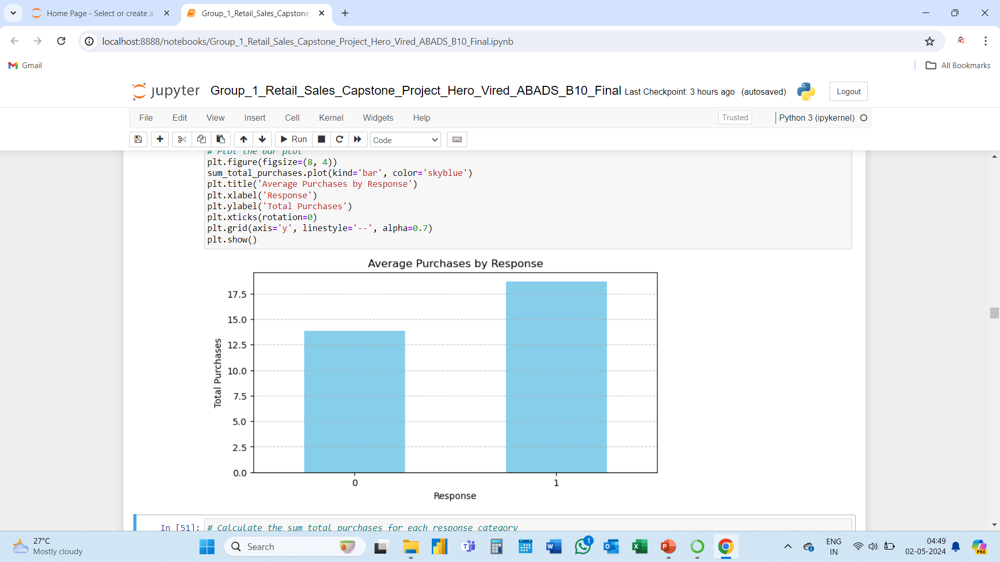 Home Page - Select or create a
Group_1_Retail_Sales_Capstone
localhost:8888/notebooks/Group_1_Retail_Sales_Capstone_Project_Hero_Vired_ABADS_B10_Final.ipynb
Gmail
All Bookmarks
jupyter Group_1_Retail_Sales_Capstone_Project_Hero_Vired_ABADS_B10_Final Last Checkpoint: 3 hours ago (autosaved)
Logout
File Edit View Insert Cell Kernel Widgets Help
Trusted
Python 3 (ipykernel)
Run
Code
# Plot the bar plot
plt.figure(figsize=(8, 4))
sum_total_purchases.plot(kind='bar', color='skyblue')
plt.title('Average Purchases by Response')
plt.xlabel('Response')
plt.ylabel('Total Purchases')
plt.xticks(rotation=0)
plt.grid(axis='y', linestyle='--', alpha=0.7)
plt.show()
Average Purchases by Response
17.5
15.0
12.5
10.0
7.5
5.0
2.5
0.0
Total Purchases
0
1
Response
In [51]: # Calculate the sum total purchases for each response category
27°C
Mostly cloudy
Search
1
ENG
IN
04:49
02-05-2024
PRE